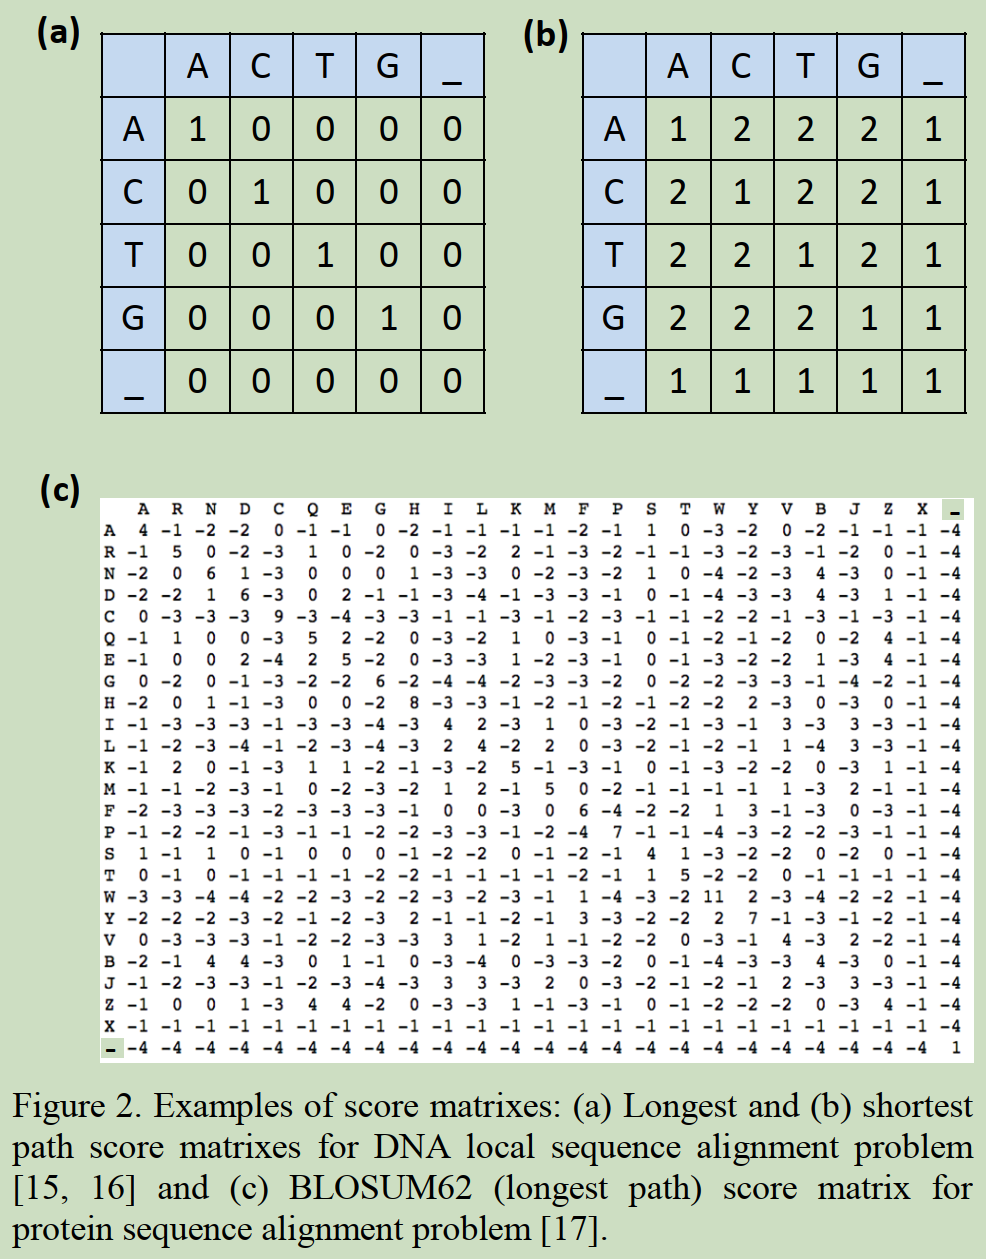 (a)
A C T G _
A 1 0 0 0 0
C 0 1 0 0 0
T 0 0 1 0 0
G 0 0 0 1 0
_ 0 0 0 0 0
(b)
A C T G _
A 1 2 2 2 1
C 2 1 2 2 1
T 2 2 1 2 1
G 2 2 2 1 1
_ 1 1 1 1 1
(c)
A R N D C Q E G H I L K M F P S T W Y V B J Z X _
A 4 -1 -2 -2 0 -1 -1 0 -2 -1 -1 -1 -1 -2 -1 1 0 -3 -2 0 -2 -1 -1 -1 -4
R -1 5 0 -2 -3 1 0 -2 0 -3 -2 2 -1 -3 -2 -1 -1 -3 -2 -3 -1 -2 0 -1 -4
N -2 0 6 1 -3 0 0 0 1 -3 -3 0 -2 -3 -2 1 0 -4 -2 -3 4 -3 0 -1 -4
D -2 -2 1 6 -3 0 2 -1 -1 -3 -4 -1 -3 -3 -1 0 -1 -4 -3 -3 4 -3 1 -1 -4
C 0 -3 -3 -3 9 -3 -4 -3 -3 -1 -1 -3 -1 -2 -3 -1 -1 -2 -2 -1 -3 -1 -3 -1 -4
Q -1 1 0 0 -3 5 2 -2 0 -3 -2 1 0 -3 -1 0 -1 -2 -1 -2 0 -2 4 -1 -4
E -1 0 0 2 -4 2 5 -2 0 -3 -3 1 -2 -3 -1 0 -1 -3 -2 -2 1 -3 4 -1 -4
G 0 -2 0 -1 -3 -2 -2 6 -2 -4 -4 -2 -3 -3 -2 0 -2 -2 -3 -3 -1 -4 -2 -1 -4
H -2 0 1 -1 -3 0 0 -2 8 -3 -3 -1 -2 -1 -2 -1 -2 -2 2 -3 0 -3 0 -1 -4
I -1 -3 -3 -3 -1 -3 -3 -4 -3 4 2 -3 1 0 -3 -2 -1 -3 -1 3 -3 3 -3 -1 -4
L -1 -2 -3 -4 -1 -2 -3 -4 -3 2 4 -2 2 0 -3 -2 -1 -2 -1 1 -4 3 -3 -1 -4
K -1 2 0 -1 -3 1 1 -2 -1 -3 -2 5 -1 -3 -1 0 -1 -3 -2 -2 0 -3 1 -1 -4
M -1 -1 -2 -3 -1 0 -2 -3 -2 1 2 -1 5 0 -2 -1 -1 -1 -1 1 -3 2 -1 -1 -4
F -2 -3 -3 -3 -2 -3 -3 -3 -1 0 0 -3 0 6 -4 -2 -2 1 3 -1 -3 0 -3 -1 -4
P -1 -2 -2 -1 -3 -1 -1 -2 -2 -3 -3 -1 -2 -4 7 -1 -1 -4 -3 -2 -2 -3 -1 -1 -4
S 1 -1 1 0 -1 0 0 0 -1 -2 -2 0 -1 -2 -1 4 1 -3 -2 -2 0 -2 0 -1 -4
T 0 -1 0 -1 -1 -1 -1 -2 -2 -1 -1 -1 -1 -2 -1 1 5 -2 -2 0 -1 -1 -1 -1 -4
W -3 -3 -4 -4 -2 -2 -3 -2 -2 -3 -2 -3 -1 1 -4 -3 -2 11 2 -3 -4 -2 -2 -1 -4
Y -2 -2 -2 -3 -2 -1 -2 -3 2 -1 -1 -2 -1 3 -3 -2 -2 2 7 -1 -3 -1 -2 -1 -4
V 0 -3 -3 -3 -1 -2 -2 -3 -3 3 1 -2 1 -1 -2 -2 0 -3 -1 4 -3 2 -2 -1 -4
B -2 -1 4 4 -3 0 1 -1 0 -3 -4 0 -3 -3 -2 0 -1 -4 -3 -3 4 -3 0 -1 -4
J -1 -2 -3 -3 -1 -2 -3 -4 -3 3 3 -3 2 0 -3 -2 -1 -2 -1 2 -3 3 -3 -1 -4
Z -1 0 0 1 -3 4 4 -2 0 -3 -3 1 -1 -3 -1 0 -1 -2 -2 -2 0 -3 4 -1 -4
X -1 -1 -1 -1 -1 -1 -1 -1 -1 -1 -1 -1 -1 -1 -1 -1 -1 -1 -1 -1 -1 -1 -1 -1 -4
_ -4 -4 -4 -4 -4 -4 -4 -4 -4 -4 -4 -4 -4 -4 -4 -4 -4 -4 -4 -4 -4 -4 -4 -4 1
Figure 2. Examples of score matrixes: (a) Longest and (b) shortest
path score matrixes for DNA local sequence alignment problem
[15, 16] and (c) BLOSUM62 (longest path) score matrix for
protein sequence alignment problem [17].